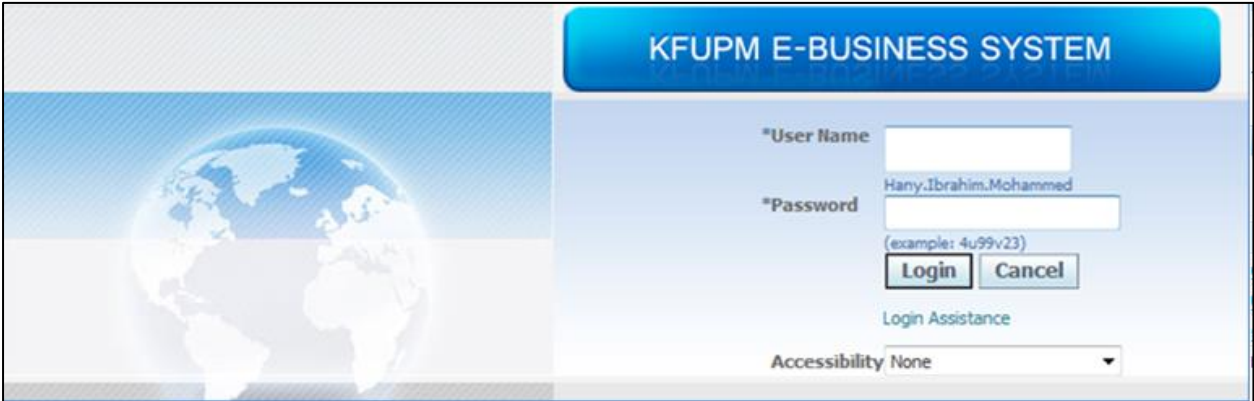 KFUPM E-BUSINESS SYSTEM
*User Name
Hany.Ibrahim.Mohammed
*Password
(example: 4u99v23)
Login Cancel
Login Assistance
Accessibility None